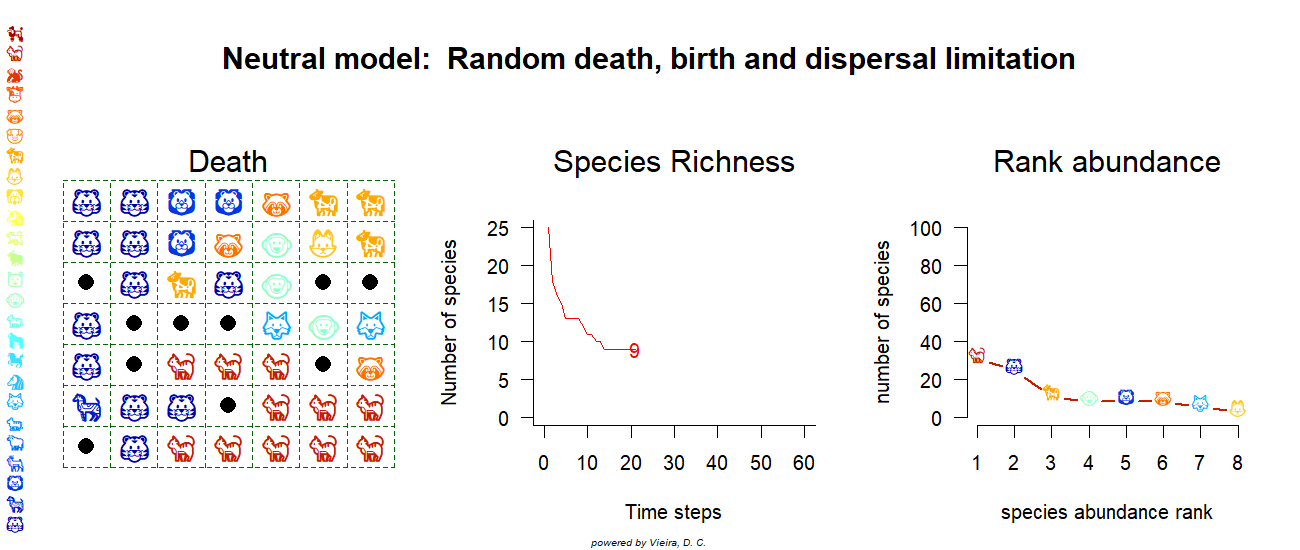 Neutral model:  Random death, birth and dispersal limitation
Death
Species Richness
Number of species
25
20
15
10
5
0
9
0 10 20 30 40 50 60
Time steps
Rank abundance
number of species
100
80
60
40
20
0
1 2 3 4 5 6 7 8
species abundance rank
powered by Vieira, D. C.